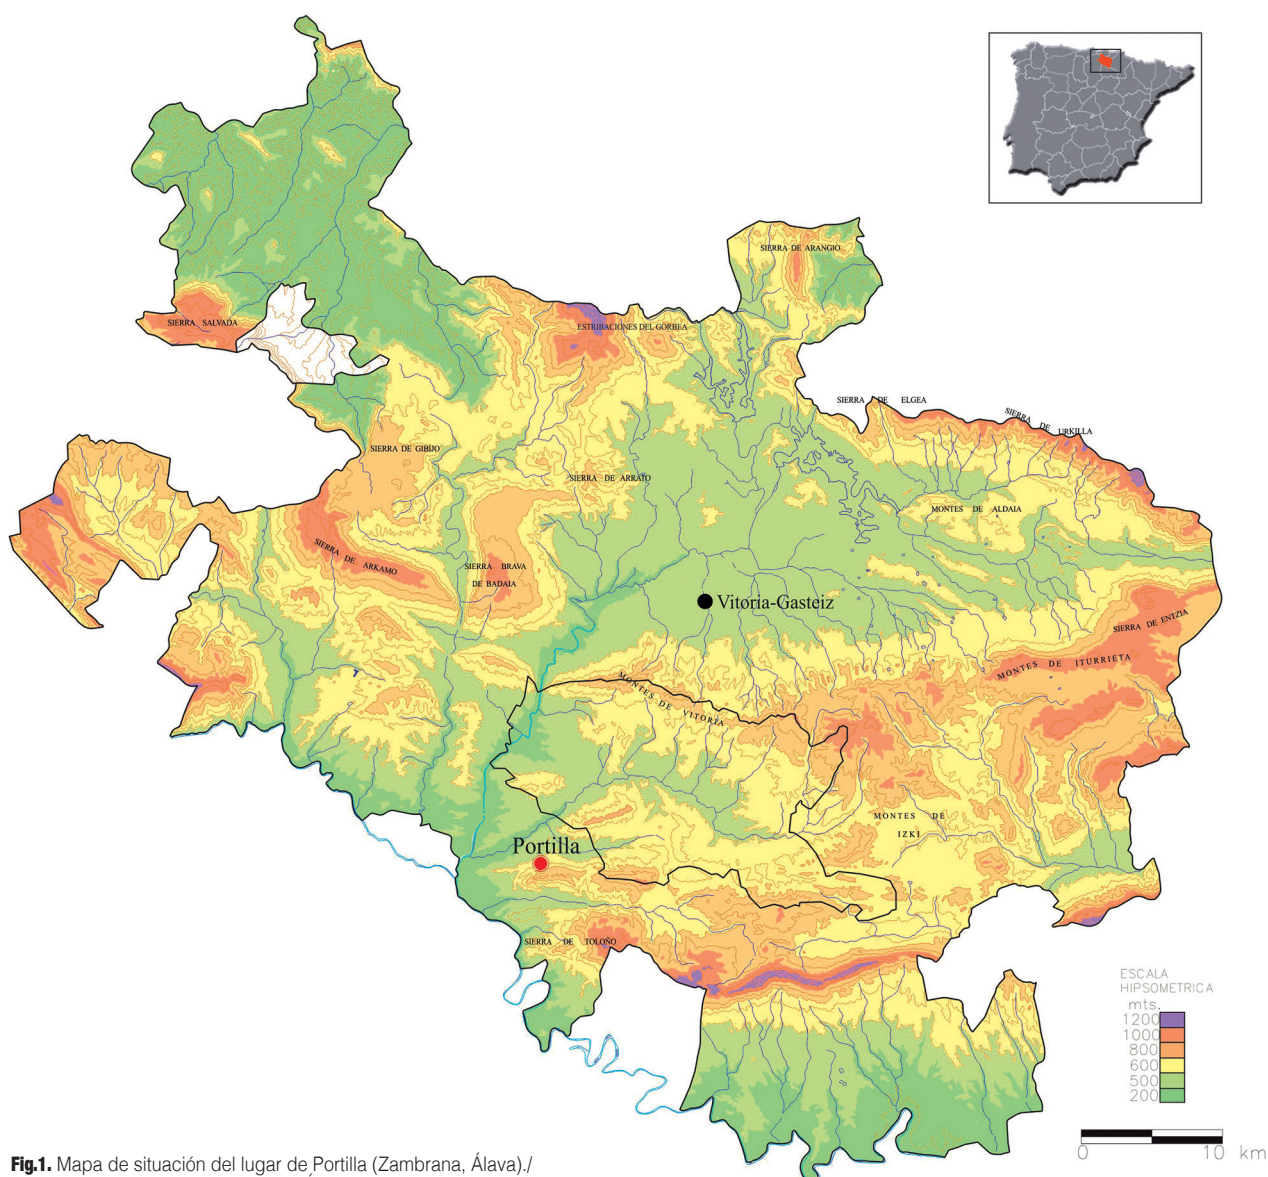 SIERRA DE ARANGIO
SIERRA SALVADA
ESTRIBACIONES DEL GORBEA
SIERRA DE ELGEA
SIERRA DE URKILLA
SIERRA DE GIBIJO
SIERRA DE ARRATO
MONTES DE ALDAIA
SIERRA DE ARKAMO
SIERRA BRAVA
DE BADAIA
Vitoria-Gasteiz
SIERRA DE ENTZIA
MONTES DE ITURRIETA
MONTES DE VITORIA
MONTES DE
IZKI
Portilla
SIERRA DE TOLOÑO
ESCALA
HIPSOMETRICA
mts.
1200
1000
800
600
500
200
0 10 km
Fig.1. Mapa de situación del lugar de Portilla (Zambrana, Álava)./